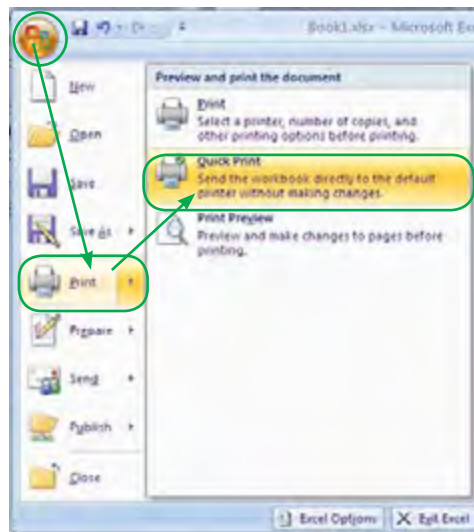 Book1.xlsx - Microsoft Ex
New
Open
Save
Save As
Print
Prepare
Send
Publish
Close
Preview and print the document
Print
Select a printer, number of copies, and
other printing options before printing.
Quick Print
Send the workbook directly to the default
printer without making changes.
Print Preview
Preview and make changes to pages before
printing.
Excel Options
Exit Excel